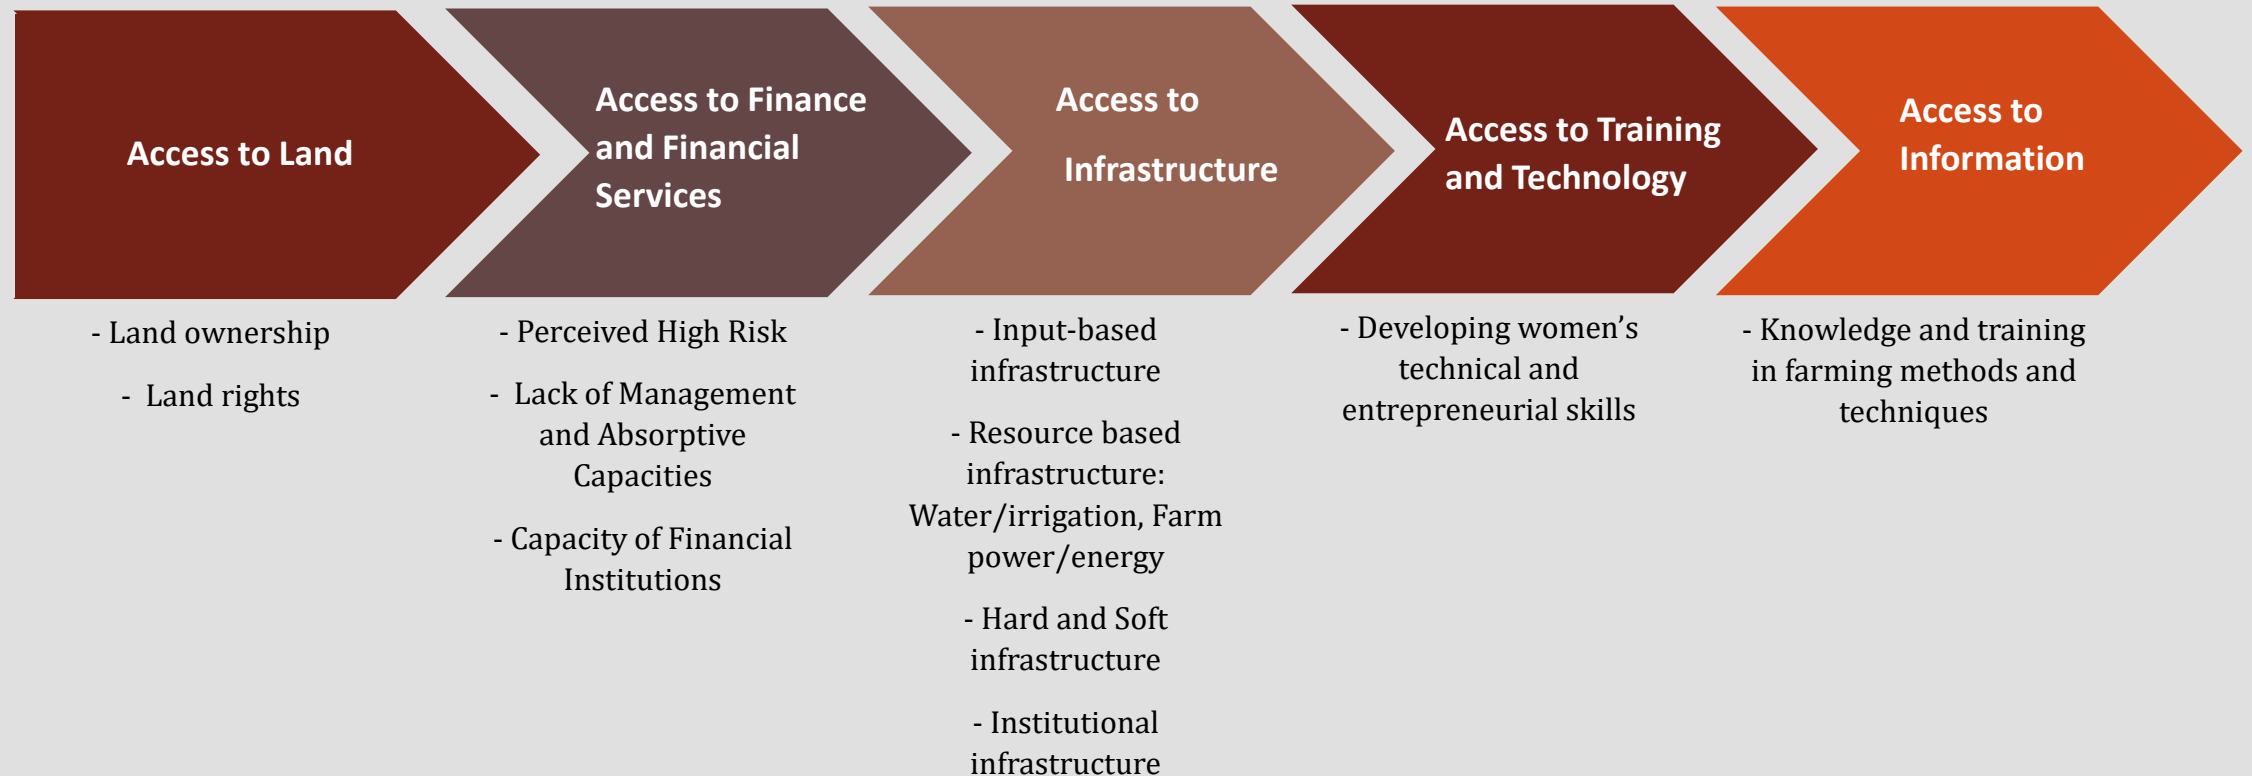 Access to Land
Access to Finance
and Financial
Services
Access to
Infrastructure
Access to Training
and Technology
Access to
Information
- Land ownership
- Land rights
- Perceived High Risk
- Lack of Management
and Absorptive
Capacities
- Capacity of Financial
Institutions
- Input-based
infrastructure
- Resource based
infrastructure:
Water/irrigation, Farm
power/energy
- Hard and Soft
infrastructure
- Institutional
infrastructure
- Developing women’s
technical and
entrepreneurial skills
- Knowledge and training
in farming methods and
techniques